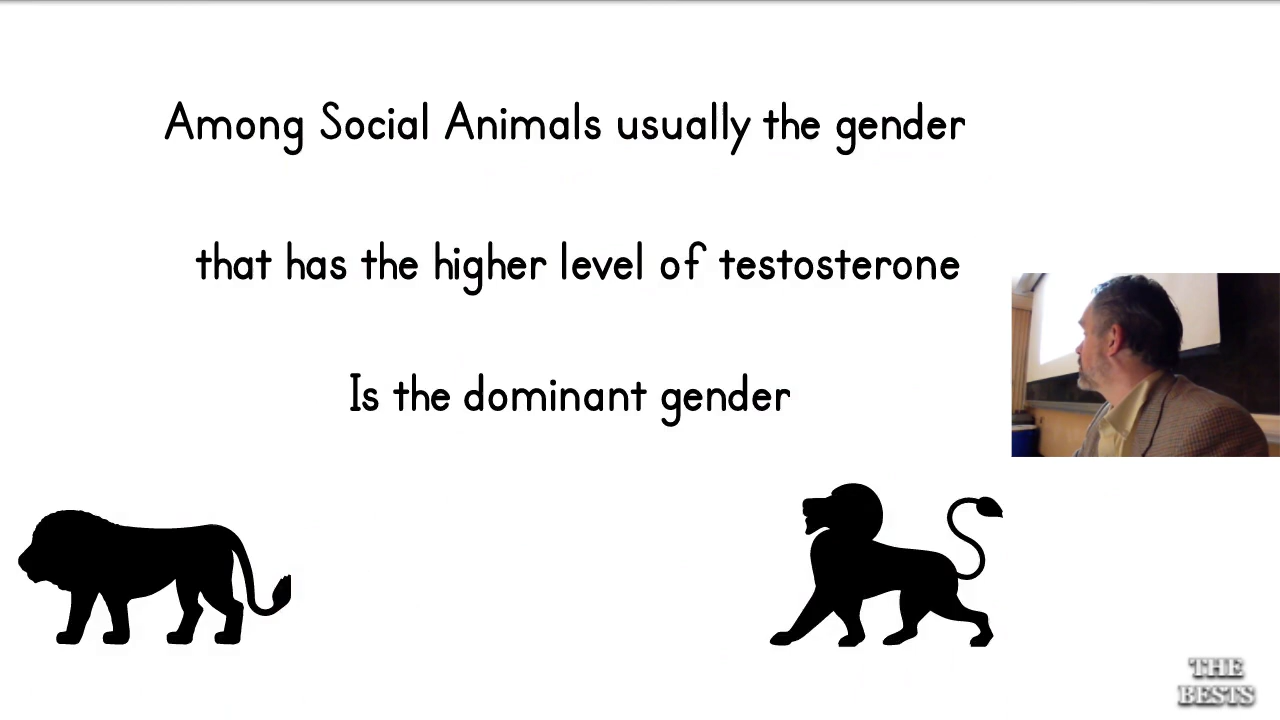 Among Social Animals usually the gender
that has the higher level of testosterone
Is the dominant gender
THE
BESTS